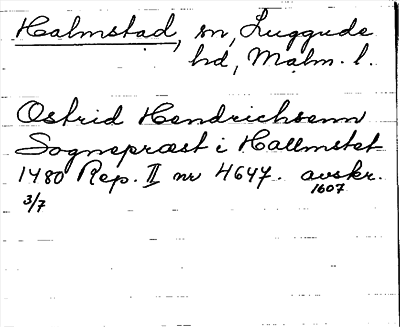 Halmstad, sn, Luggude
hd, Malm. l.
Ostrid Hendrichsenn
Sognepræst i Hallmstet
1480 Rep. II nr 4647. avskr.
3/7 1607